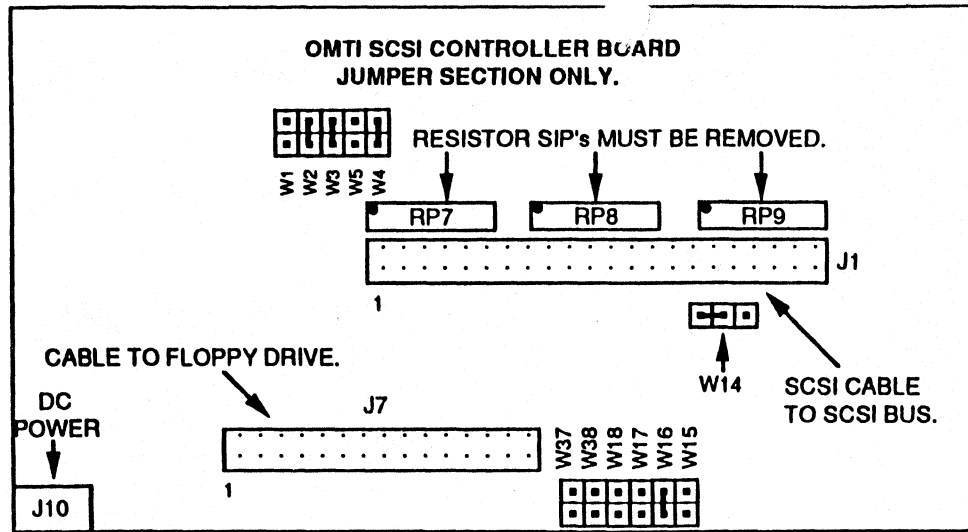 OMTI SCSI CONTROLLER BOARD
JUMPER SECTION ONLY.
RESISTOR SIP's MUST BE REMOVED.
W1 W2 W3 W5 W4
RP7 RP8 RP9
J1
1
W14
CABLE TO FLOPPY DRIVE.
SCSI CABLE
TO SCSI BUS.
DC
POWER
J7
W37 W38 W18 W17 W16 W15
1
J10